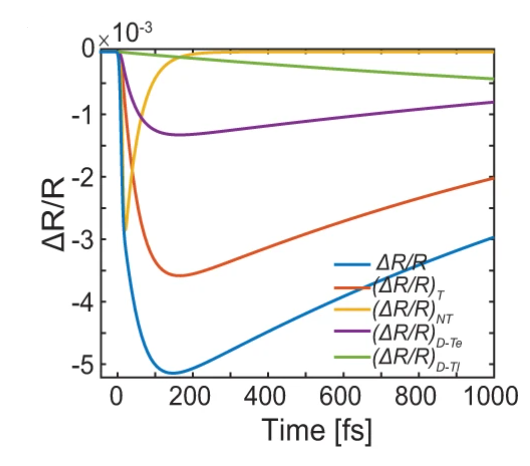 ×10⁻³
0
-1
-2
-3
-4
-5
ΔR/R
ΔR/R
(ΔR/R)T
(ΔR/R)NT
(ΔR/R)D-Te
(ΔR/R)D-Tl
0 200 400 600 800 1000
Time [fs]